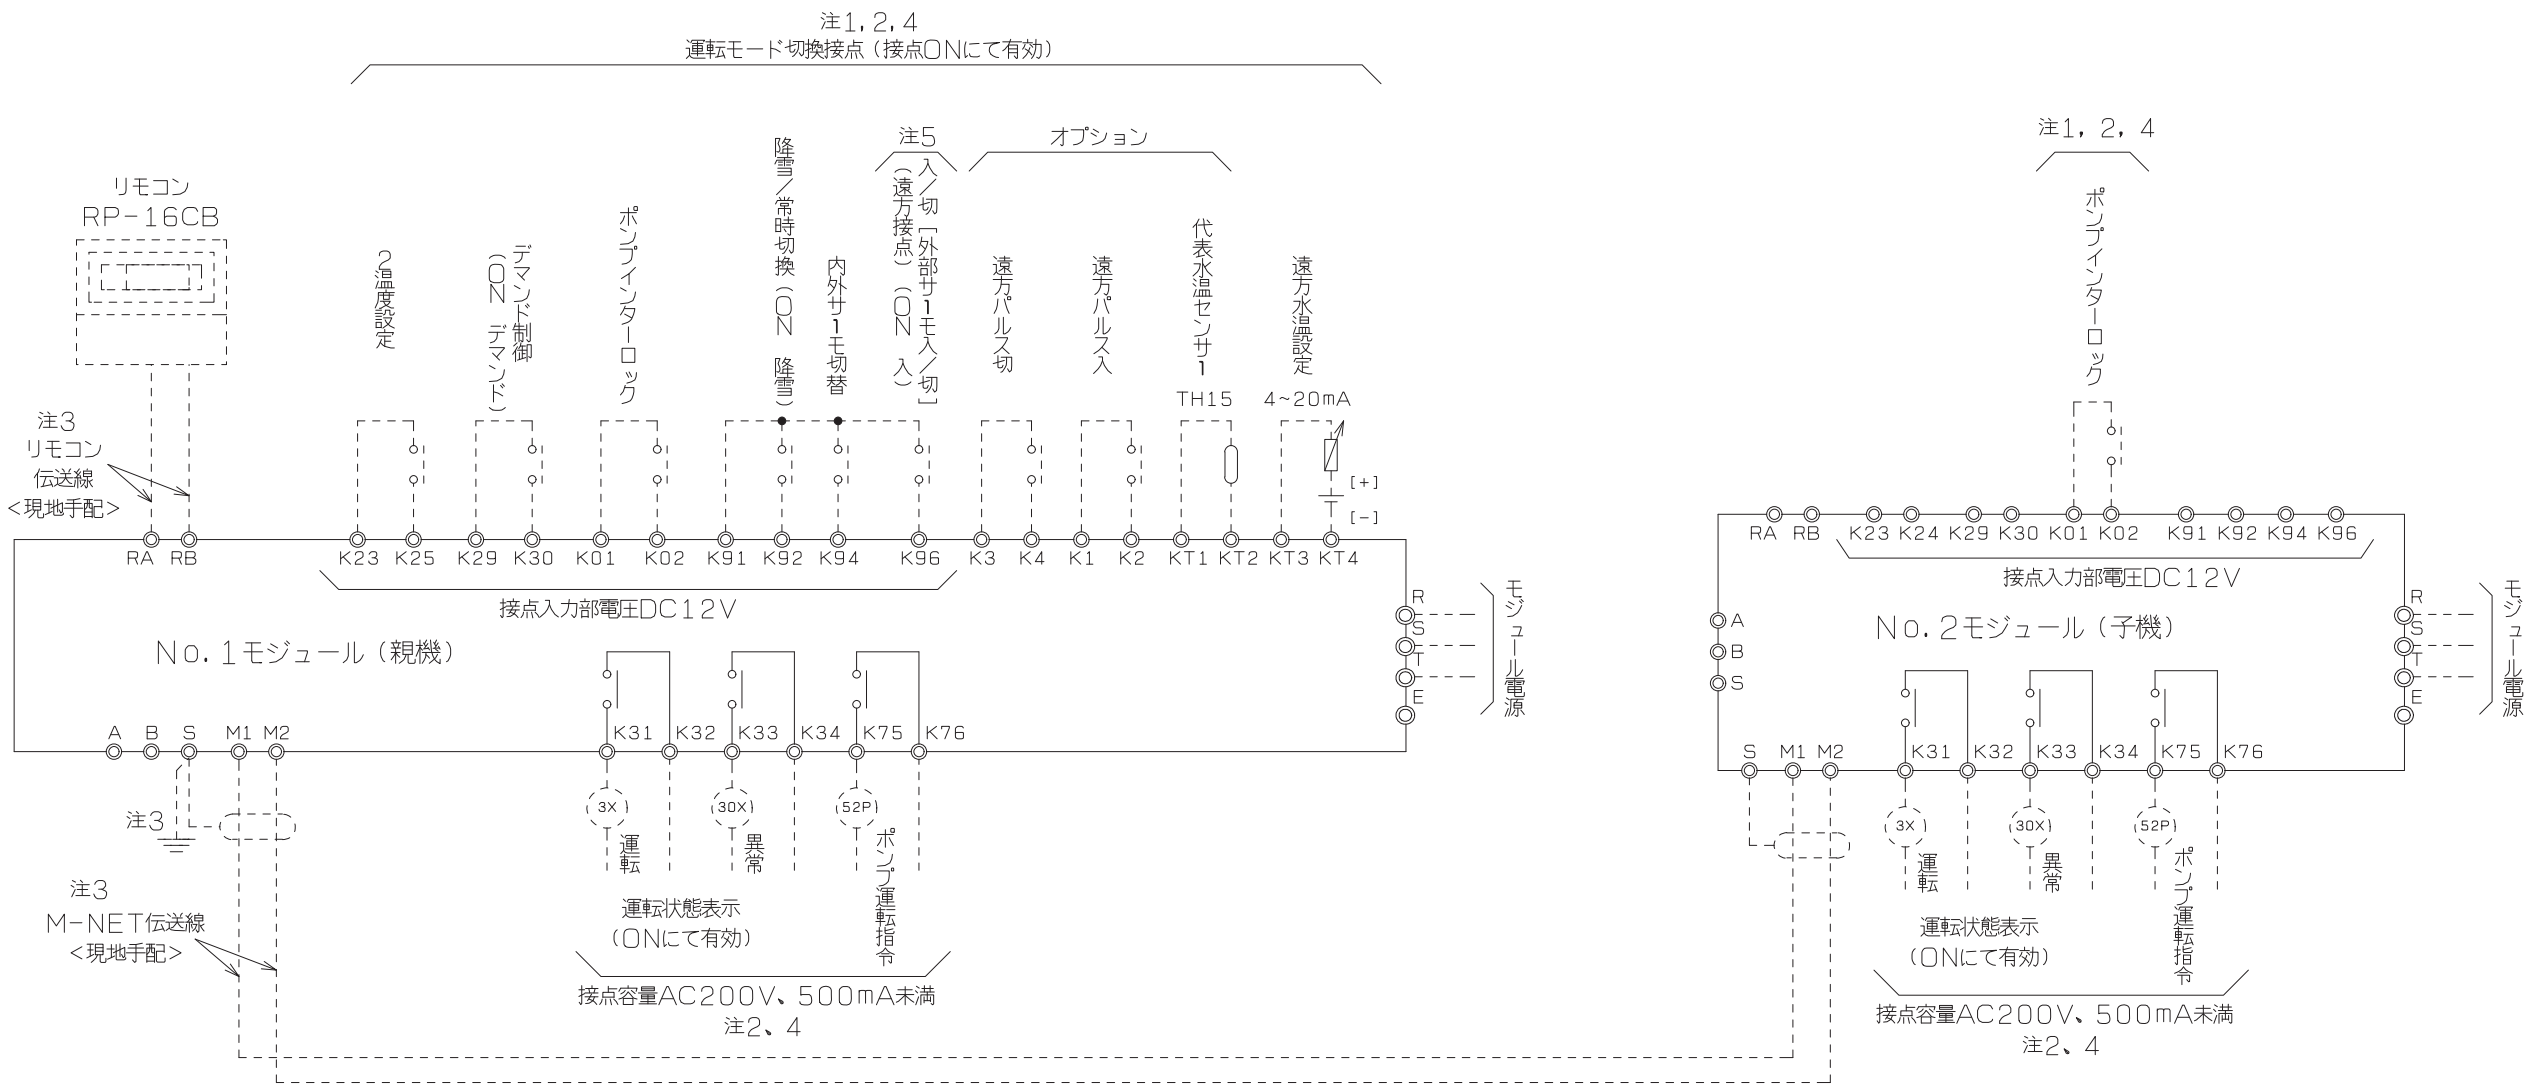 注1,2,4
運転モード切換接点(接点ONにて有効)
リモコン
RP-16CB
注3
リモコン
伝送線
<現地手配>
2温度設定
デマンド制御
(ON デマンド)
ポンプインターロック
降雪/常時切換(ON 降雪)
内外サーモ切替
注5
入/切[外部サーモ入/切]
(遠方接点)(ON 入)
オプション
遠方パルス切
遠方パルス入
代表水温センサー
TH15
遠方水温設定
4~20mA
[+]
[-]
RA RB K23 K25 K29 K30 K01 K02 K91 K92 K94 K96 K3 K4 K1 K2 KT1 KT2 KT3 KT4
接点入力部電圧DC12V
No.1モジュール(親機)
R
S
T
E
モジュール電源
A B S M1 M2 K31 K32 K33 K34 K75 K76
3X 30X 52P
運転
異常
ポンプ運転指令
注3
注3
M-NET伝送線
<現地手配>
運転状態表示
(ONにて有効)
接点容量AC200V、500mA未満
注2、4
注1,2,4
ポンプインターロック
RA RB K23 K24 K29 K30 K01 K02 K91 K92 K94 K96
接点入力部電圧DC12V
No.2モジュール(子機)
A
B
S
R
S
T
E
モジュール電源
S M1 M2 K31 K32 K33 K34 K75 K76
3X 30X 52P
運転
異常
ポンプ運転指令
運転状態表示
(ONにて有効)
接点容量AC200V、500mA未満
注2、4